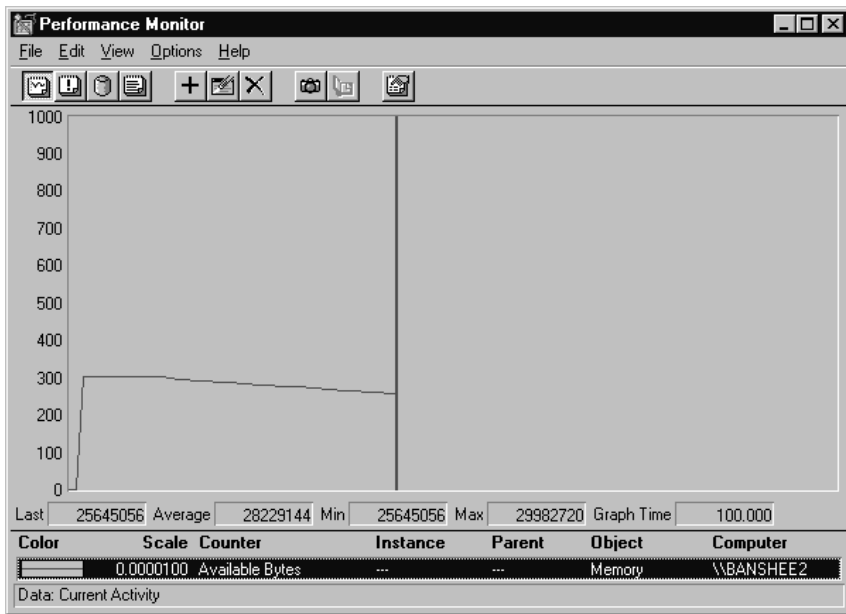 Performance Monitor
File Edit View Options Help
1000
900
800
700
600
500
400
300
200
100
0
Last 25645056 Average 28229144 Min 25645056 Max 29982720 Graph Time 100.000
Color Scale Counter Instance Parent Object Computer
0.0000100 Available Bytes --- --- Memory \\BANSHEE2
Data: Current Activity